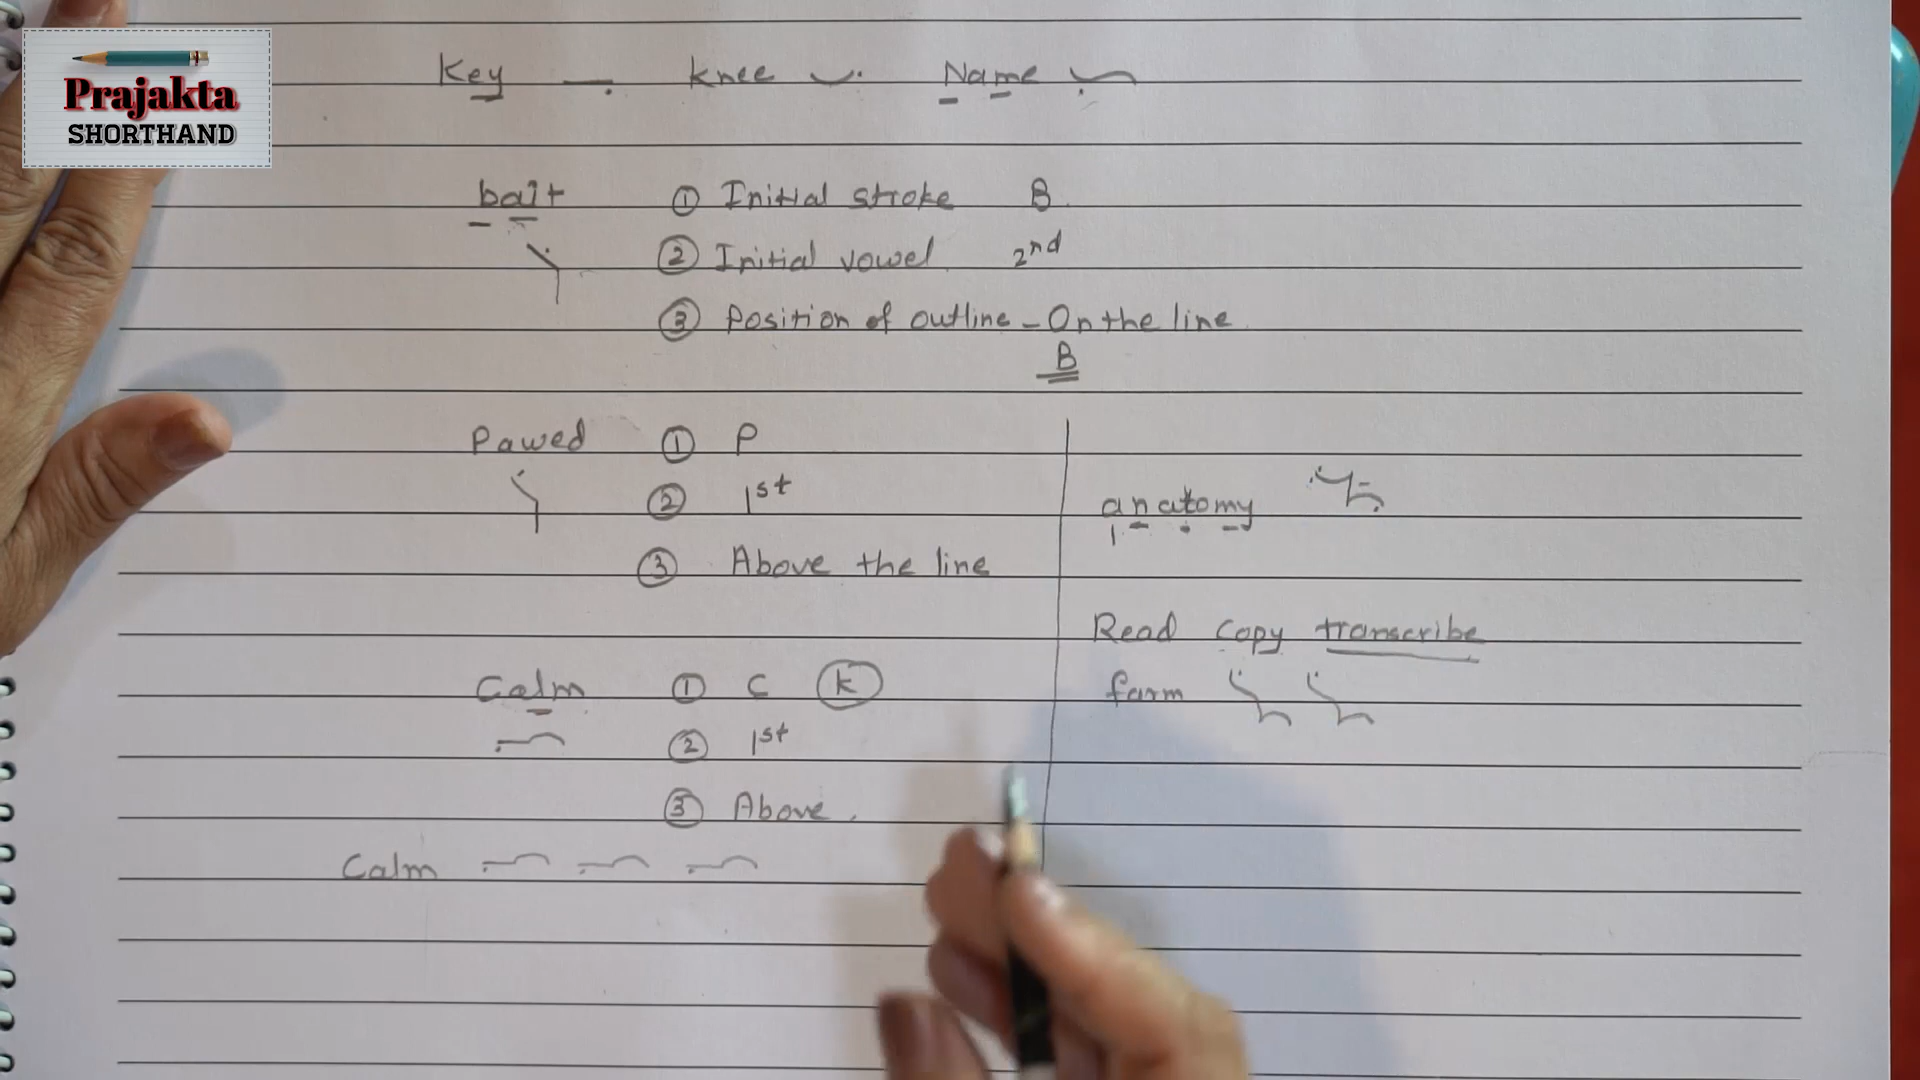 Prajakta
SHORTHAND
Key knee Name
bait ① Initial stroke B
② Initial vowel 2nd
③ Position of outline - On the line
B
Pawed ① P
② 1st
③ Above the line
anatomy
Read Copy transcribe
farm
Calm ① C K
② 1st
③ Above.
Calm